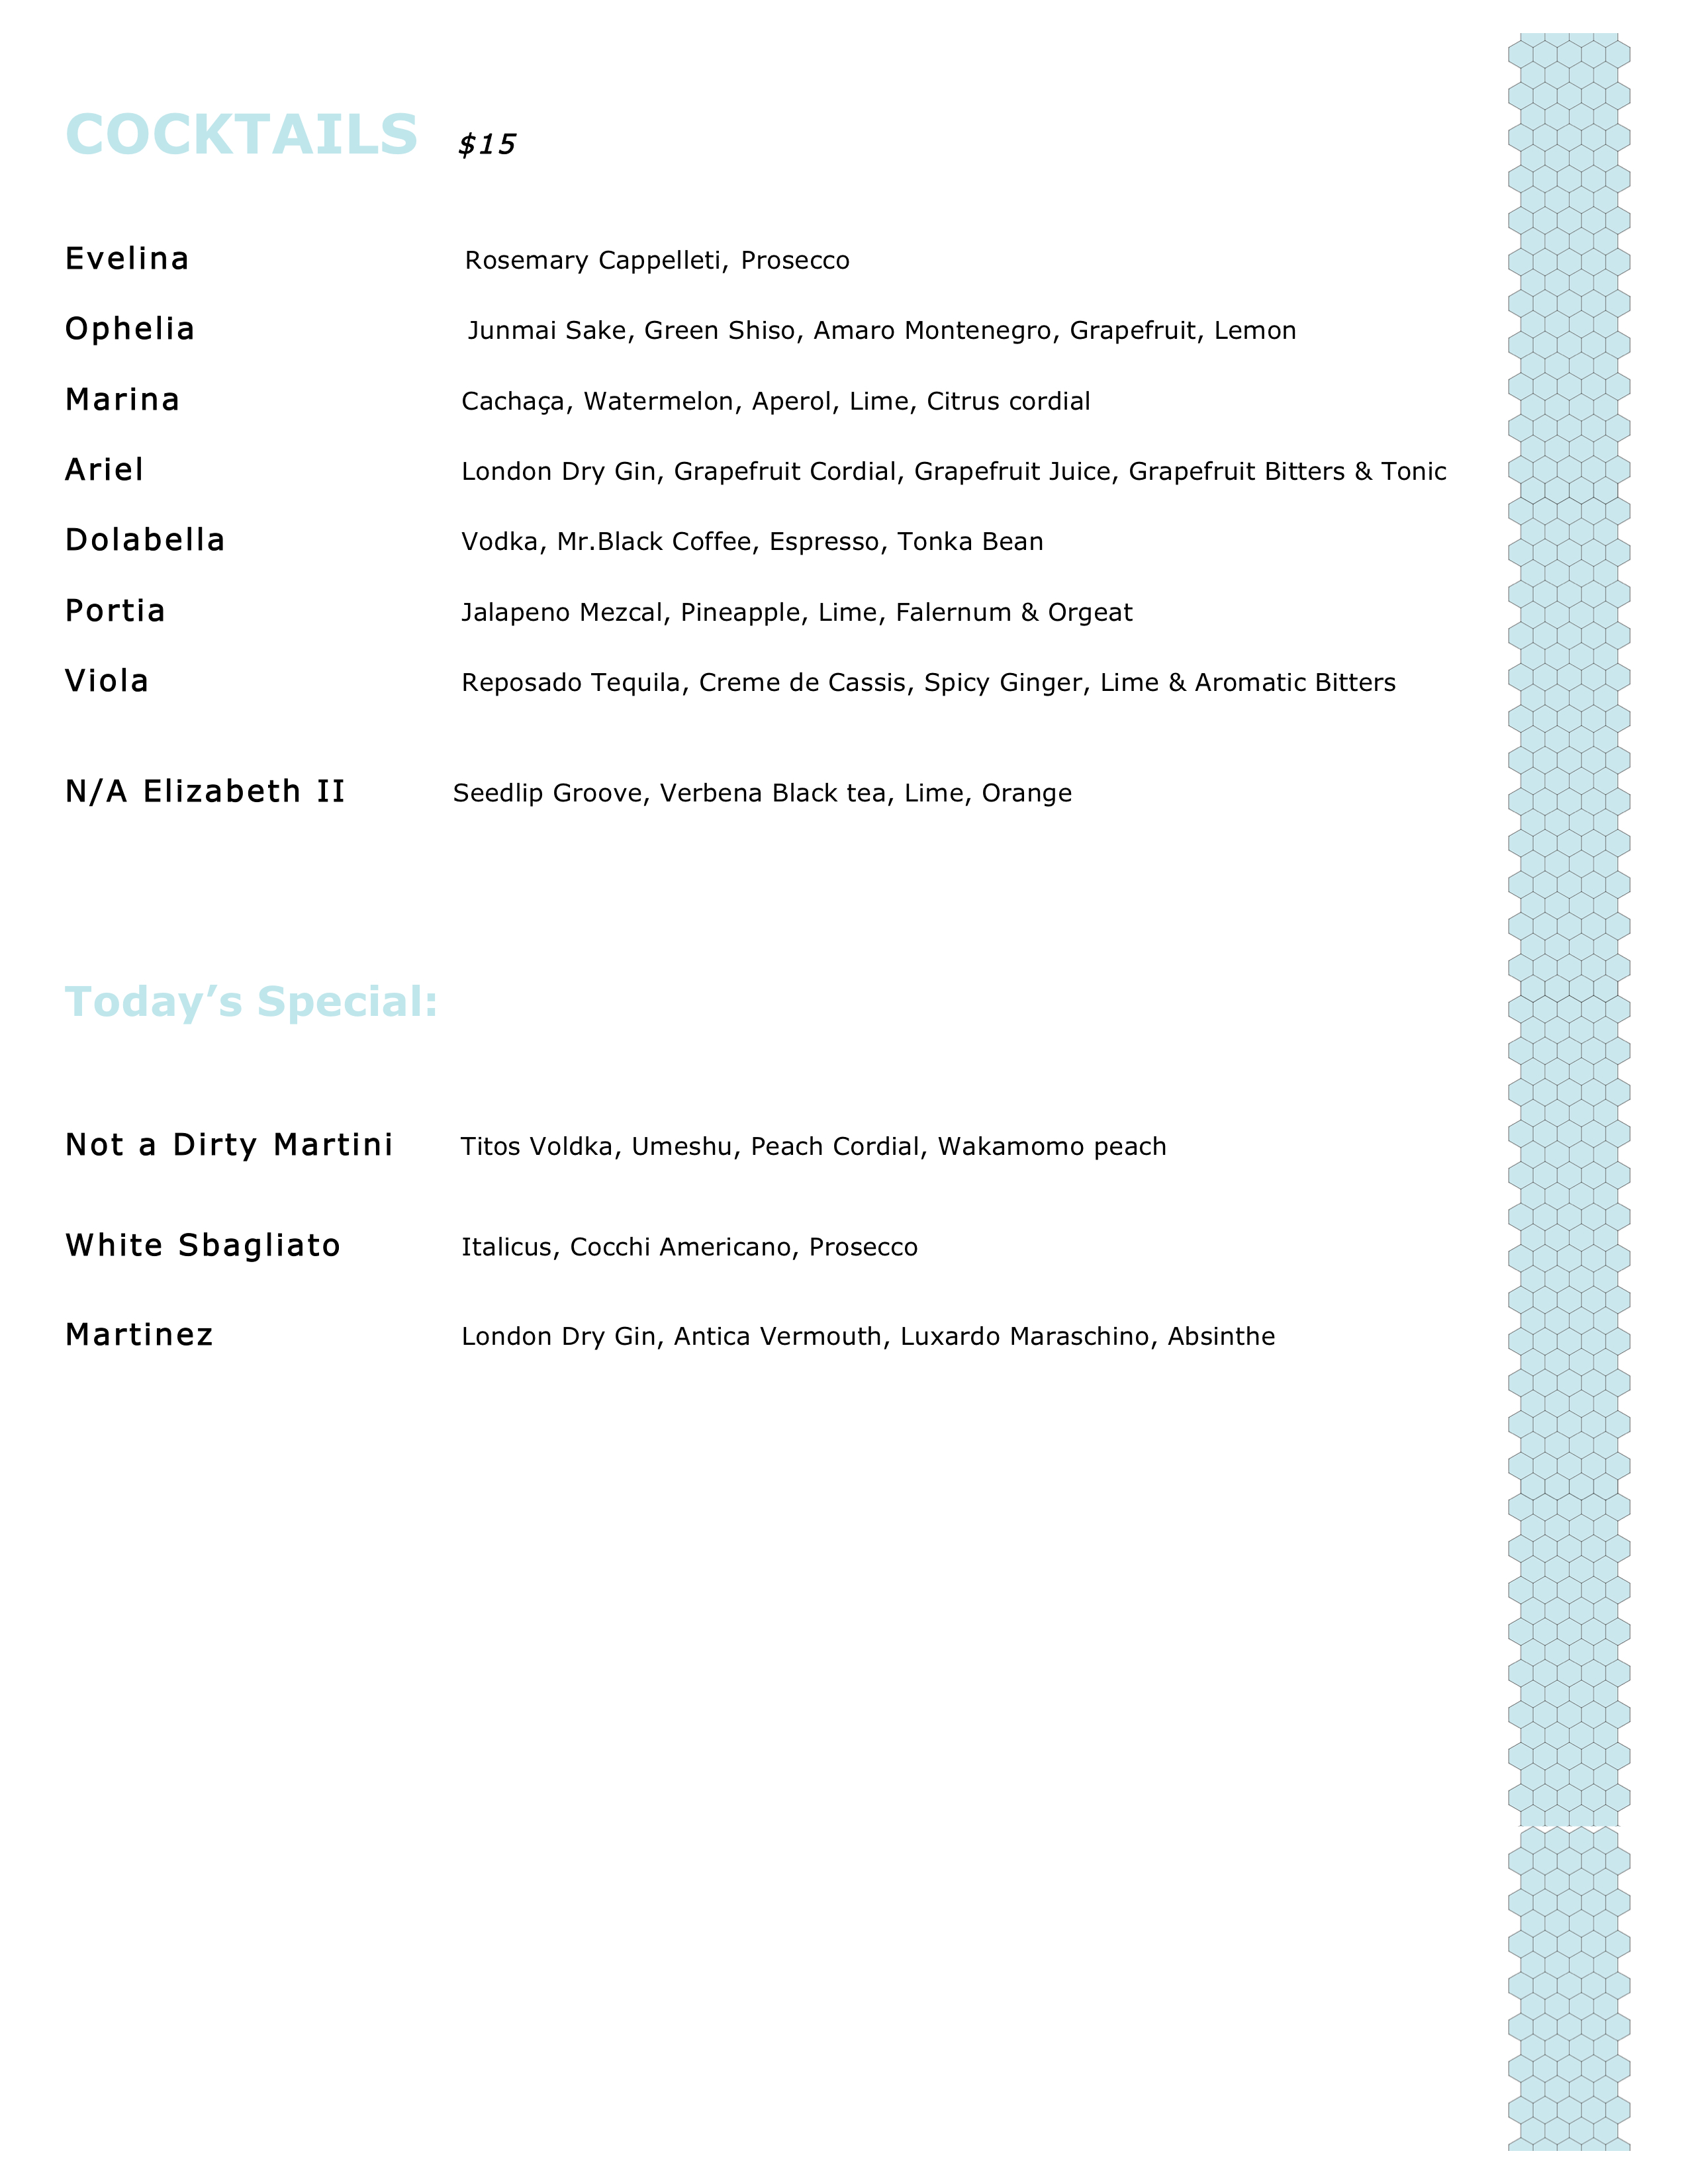 COCKTAILS $15
Evelina Rosemary Cappelleti, Prosecco
Ophelia Junmai Sake, Green Shiso, Amaro Montenegro, Grapefruit, Lemon
Marina Cachaça, Watermelon, Aperol, Lime, Citrus cordial
Ariel London Dry Gin, Grapefruit Cordial, Grapefruit Juice, Grapefruit Bitters & Tonic
Dolabella Vodka, Mr.Black Coffee, Espresso, Tonka Bean
Portia Jalapeno Mezcal, Pineapple, Lime, Falernum & Orgeat
Viola Reposado Tequila, Creme de Cassis, Spicy Ginger, Lime & Aromatic Bitters
N/A Elizabeth II Seedlip Groove, Verbena Black tea, Lime, Orange
Today’s Special:
Not a Dirty Martini Titos Voldka, Umeshu, Peach Cordial, Wakamomo peach
White Sbagliato Italicus, Cocchi Americano, Prosecco
Martinez London Dry Gin, Antica Vermouth, Luxardo Maraschino, Absinthe